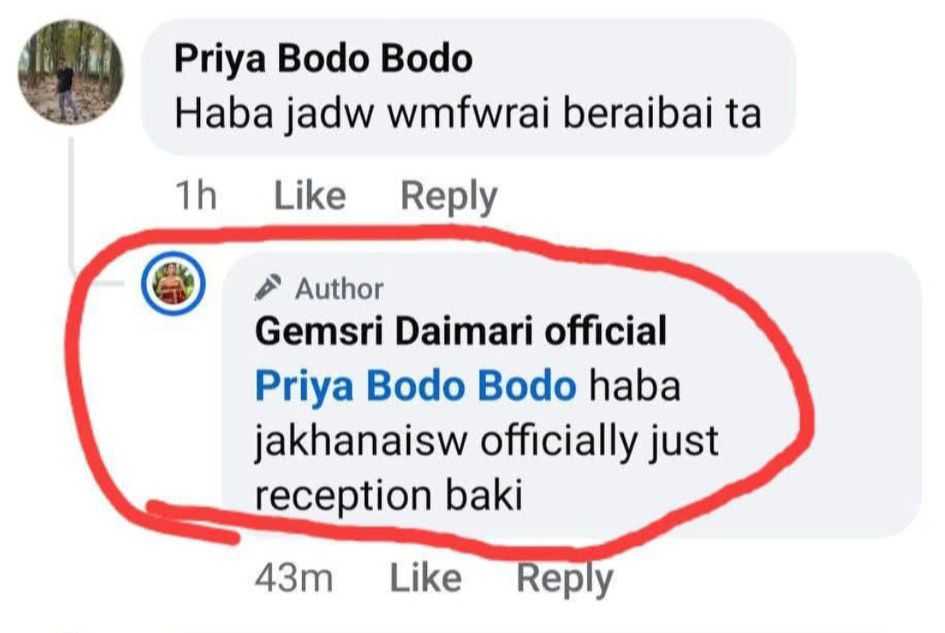 Priya Bodo Bodo
Haba jadw wmfwrai beraibai ta
1h Like Reply
Author
Gemsri Daimari official
Priya Bodo Bodo haba
jakhanaisw officially just
reception baki
43m Like Reply